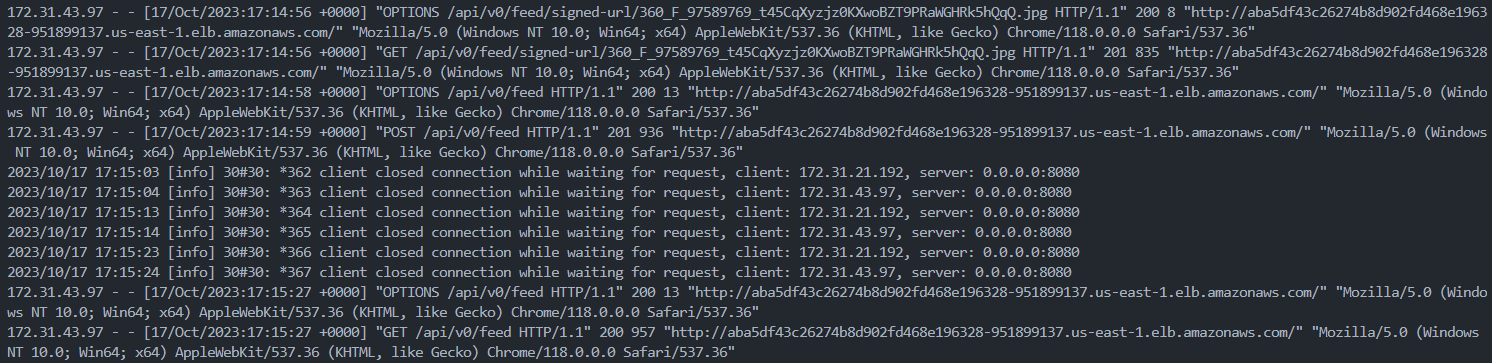 172.31.43.97 - - [17/Oct/2023:17:14:56 +0000] "OPTIONS /api/v0/feed/signed-url/360_F_97589769_t45CqXyzjz0KXwoBZT9PRaWGHRk5hQqQ.jpg HTTP/1.1" 200 8 "http://aba5df43c26274b8d902fd468e1963
28-951899137.us-east-1.elb.amazonaws.com/" "Mozilla/5.0 (Windows NT 10.0; Win64; x64) AppleWebKit/537.36 (KHTML, like Gecko) Chrome/118.0.0.0 Safari/537.36"
172.31.43.97 - - [17/Oct/2023:17:14:56 +0000] "GET /api/v0/feed/signed-url/360_F_97589769_t45CqXyzjz0KXwoBZT9PRaWGHRk5hQqQ.jpg HTTP/1.1" 201 835 "http://aba5df43c26274b8d902fd468e196328
-951899137.us-east-1.elb.amazonaws.com/" "Mozilla/5.0 (Windows NT 10.0; Win64; x64) AppleWebKit/537.36 (KHTML, like Gecko) Chrome/118.0.0.0 Safari/537.36"
172.31.43.97 - - [17/Oct/2023:17:14:58 +0000] "OPTIONS /api/v0/feed HTTP/1.1" 200 13 "http://aba5df43c26274b8d902fd468e196328-951899137.us-east-1.elb.amazonaws.com/" "Mozilla/5.0 (Windo
ws NT 10.0; Win64; x64) AppleWebKit/537.36 (KHTML, like Gecko) Chrome/118.0.0.0 Safari/537.36"
172.31.43.97 - - [17/Oct/2023:17:14:59 +0000] "POST /api/v0/feed HTTP/1.1" 201 936 "http://aba5df43c26274b8d902fd468e196328-951899137.us-east-1.elb.amazonaws.com/" "Mozilla/5.0 (Windows
 NT 10.0; Win64; x64) AppleWebKit/537.36 (KHTML, like Gecko) Chrome/118.0.0.0 Safari/537.36"
2023/10/17 17:15:03 [info] 30#30: *362 client closed connection while waiting for request, client: 172.31.21.192, server: 0.0.0.0:8080
2023/10/17 17:15:04 [info] 30#30: *363 client closed connection while waiting for request, client: 172.31.43.97, server: 0.0.0.0:8080
2023/10/17 17:15:13 [info] 30#30: *364 client closed connection while waiting for request, client: 172.31.21.192, server: 0.0.0.0:8080
2023/10/17 17:15:14 [info] 30#30: *365 client closed connection while waiting for request, client: 172.31.43.97, server: 0.0.0.0:8080
2023/10/17 17:15:23 [info] 30#30: *366 client closed connection while waiting for request, client: 172.31.21.192, server: 0.0.0.0:8080
2023/10/17 17:15:24 [info] 30#30: *367 client closed connection while waiting for request, client: 172.31.43.97, server: 0.0.0.0:8080
172.31.43.97 - - [17/Oct/2023:17:15:27 +0000] "OPTIONS /api/v0/feed HTTP/1.1" 200 13 "http://aba5df43c26274b8d902fd468e196328-951899137.us-east-1.elb.amazonaws.com/" "Mozilla/5.0 (Windo
ws NT 10.0; Win64; x64) AppleWebKit/537.36 (KHTML, like Gecko) Chrome/118.0.0.0 Safari/537.36"
172.31.43.97 - - [17/Oct/2023:17:15:27 +0000] "GET /api/v0/feed HTTP/1.1" 200 957 "http://aba5df43c26274b8d902fd468e196328-951899137.us-east-1.elb.amazonaws.com/" "Mozilla/5.0 (Windows
NT 10.0; Win64; x64) AppleWebKit/537.36 (KHTML, like Gecko) Chrome/118.0.0.0 Safari/537.36"